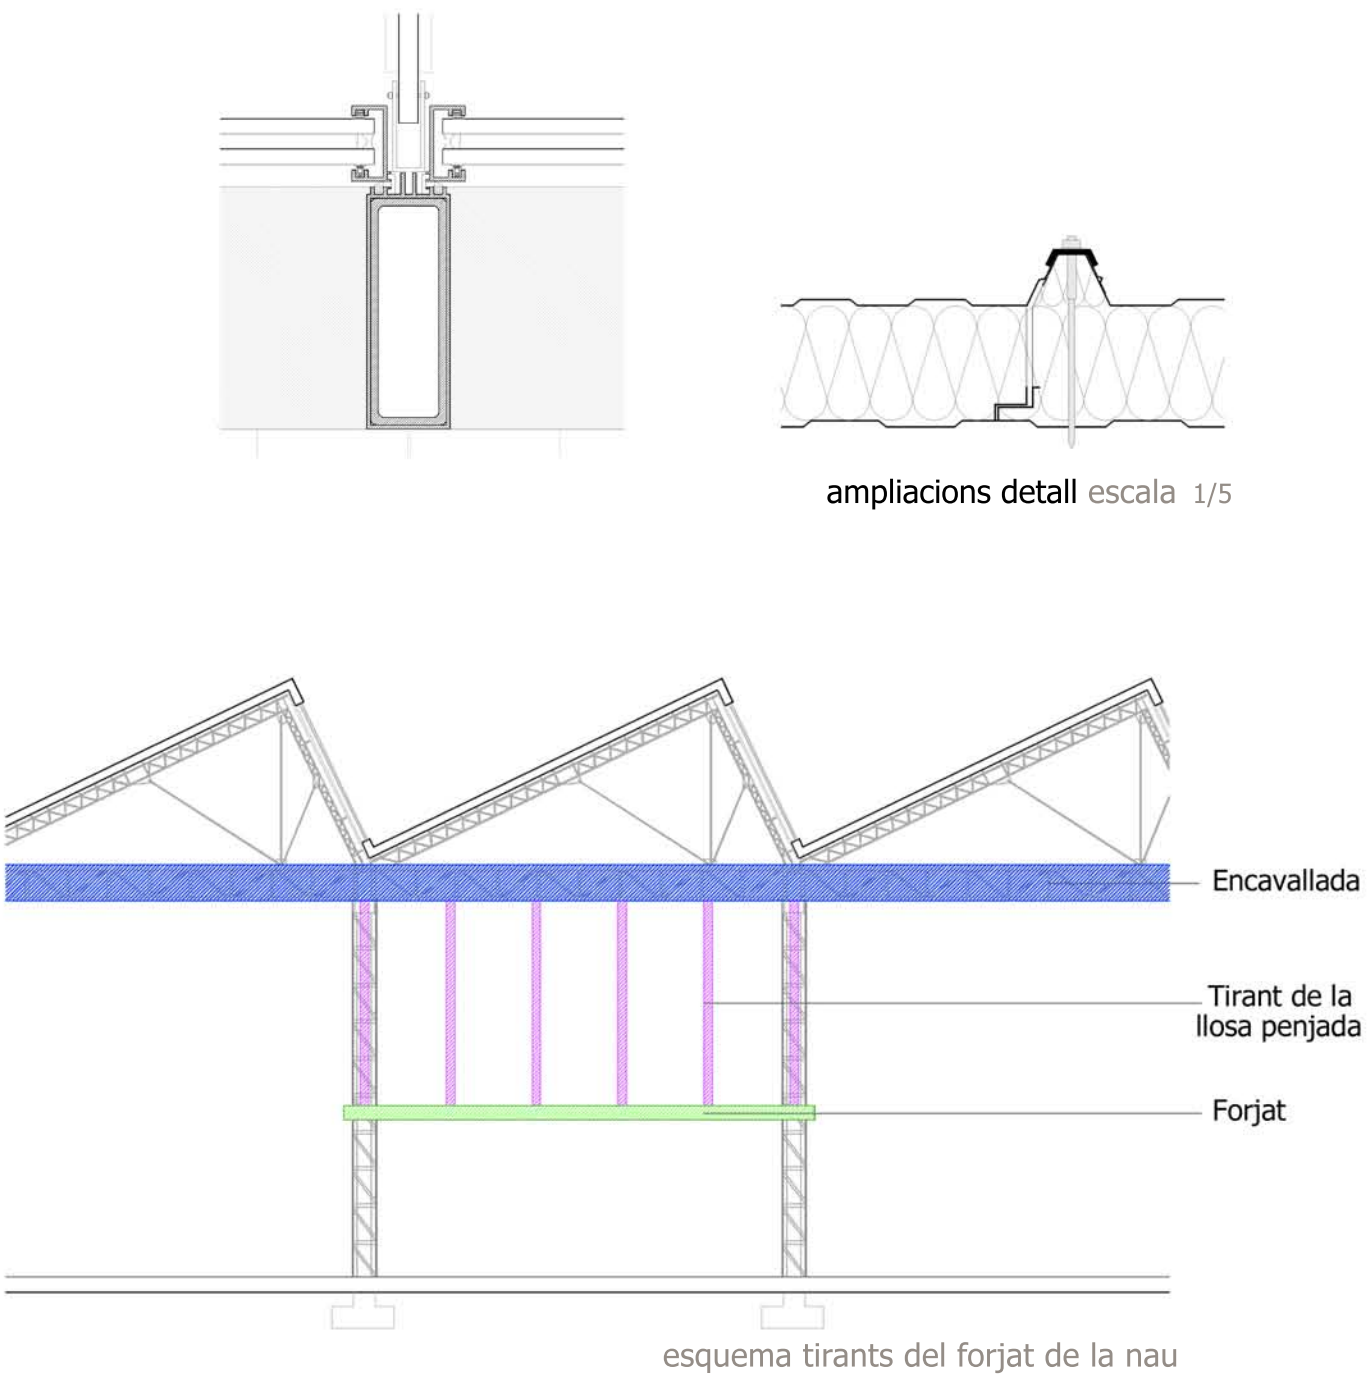 ampliacions detall escala 1/5
Encavallada
Tirant de la
llosa penjada
Forjat
esquema tirants del forjat de la nau